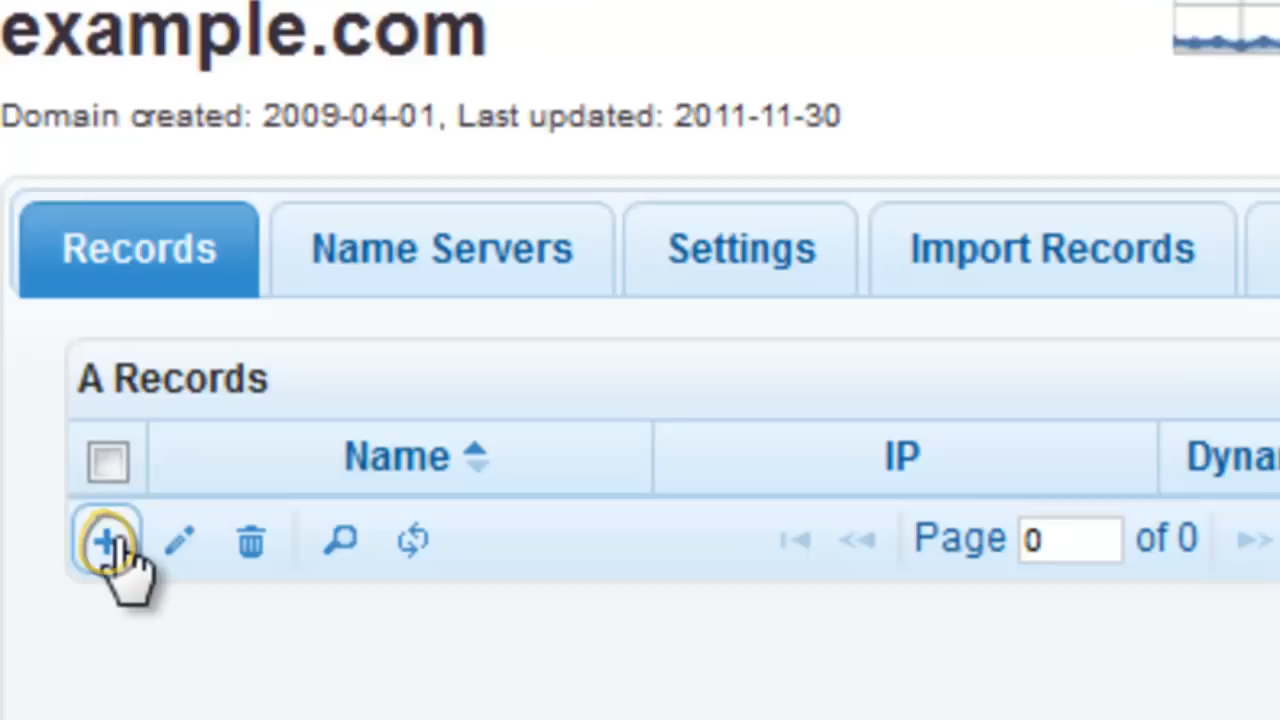 example.com
Domain created: 2009-04-01, Last updated: 2011-11-30
Records Name Servers Settings Import Records
A Records
Name IP
Page 0 of 0